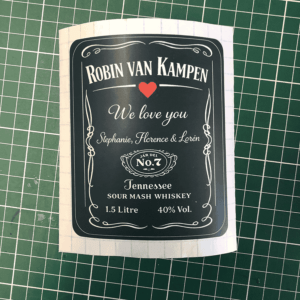 ROBIN VAN KAMPEN
We love you
Stephanie, Florence & Loren
No.7
Tennessee
SOUR MASH WHISKEY
1.5 Litre 40% Vol.